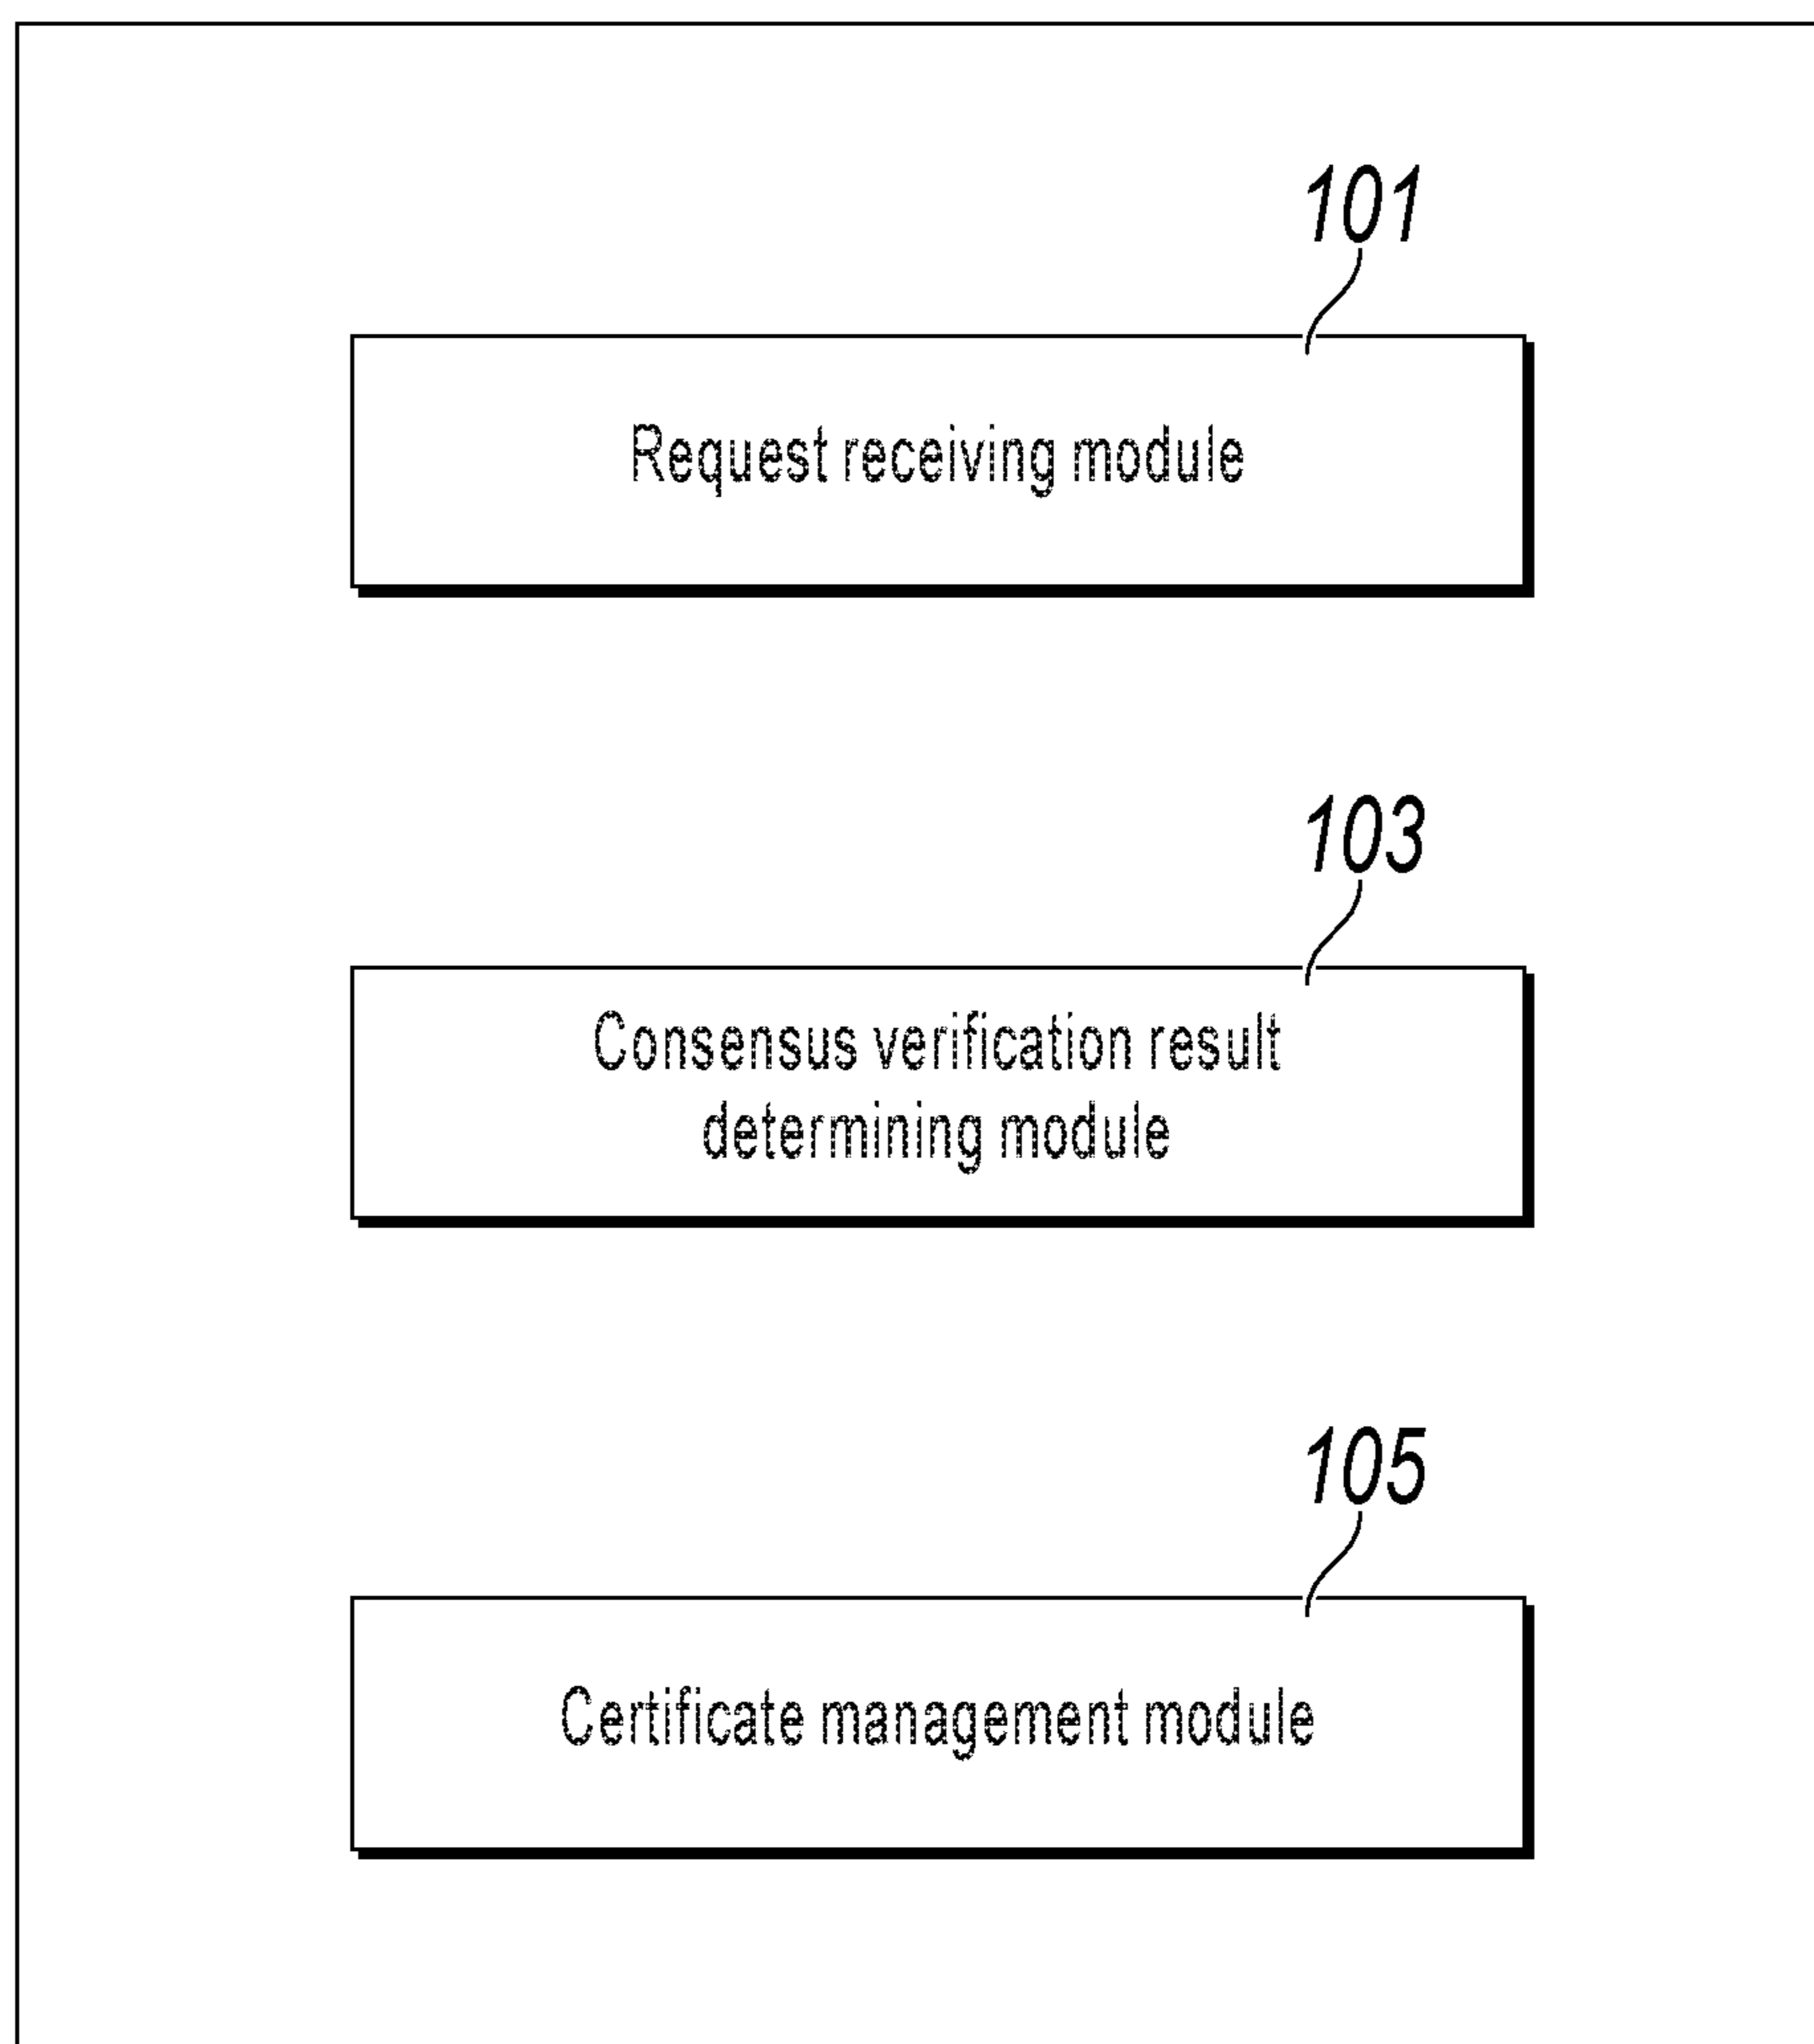 101
Request receiving module
103
Consensus verification result
determining module
105
Certificate management module